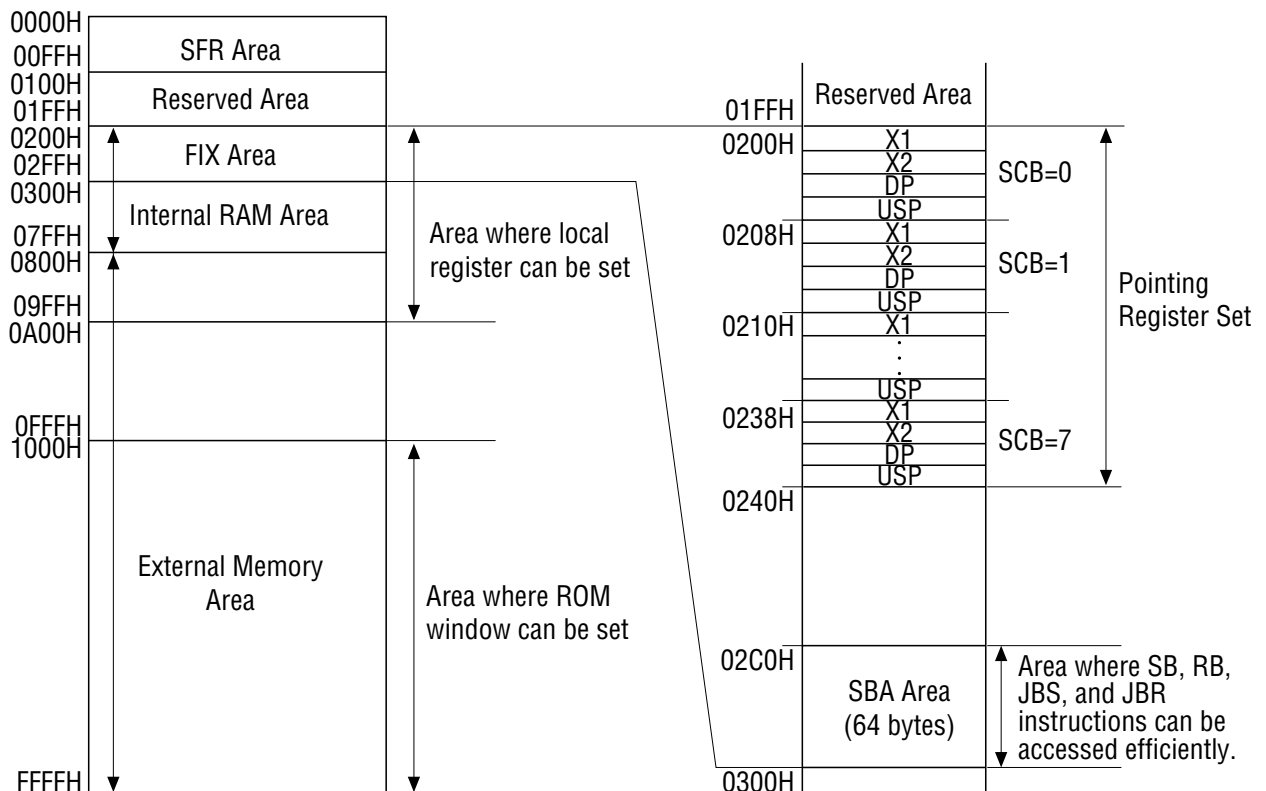 0000H
SFR Area
00FFH
0100H
Reserved Area
01FFH
0200H
FIX Area
02FFH
0300H
Internal RAM Area
07FFH
0800H
09FFH
0A00H
0FFFH
1000H
External Memory
Area
FFFFH
Area where local
register can be set
Area where ROM
window can be set
Reserved Area
01FFH
0200H
X1
X2
DP
USP
SCB=0
0208H
X1
X2
DP
USP
SCB=1
0210H
X1
.
.
.
USP
0238H
X1
X2
DP
USP
SCB=7
0240H
Pointing
Register Set
02C0H
SBA Area
(64 bytes)
0300H
Area where SB, RB,
JBS, and JBR
instructions can be
accessed efficiently.